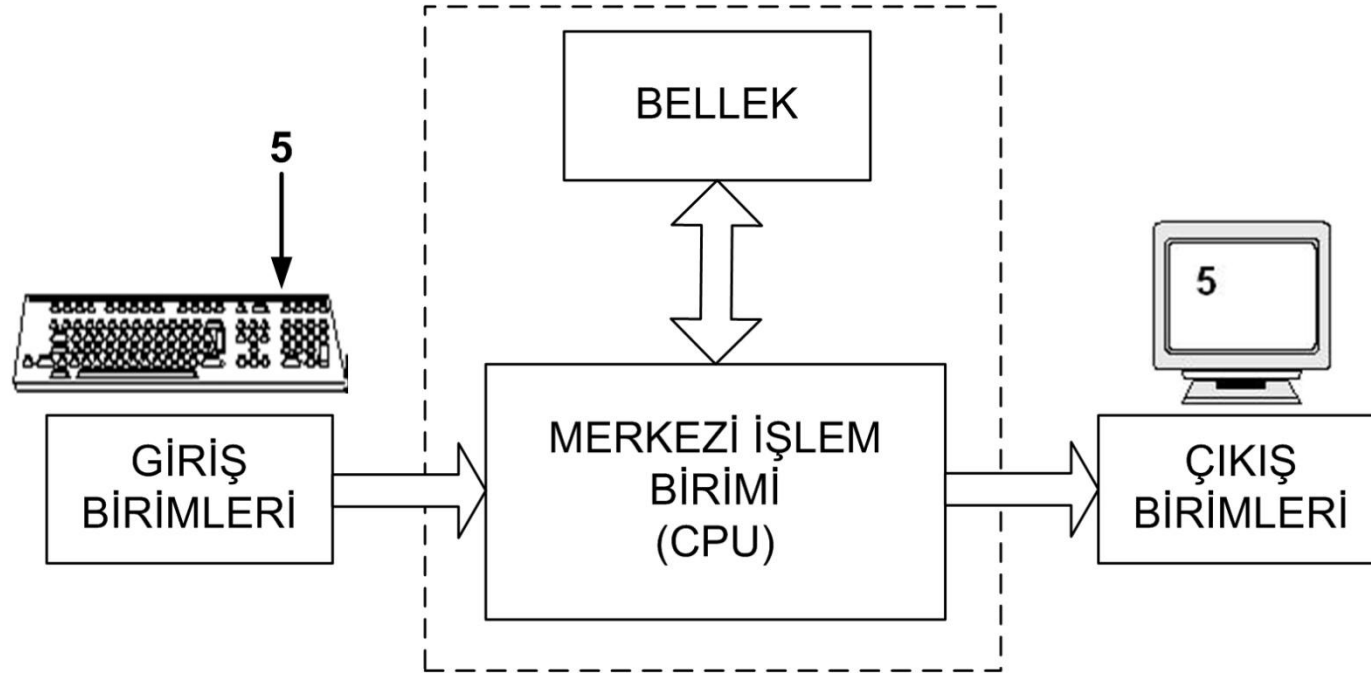 BELLEK
5
5
GİRİŞ
BİRİMLERİ
MERKEZİ İŞLEM
BİRİMİ
(CPU)
ÇIKIŞ
BİRİMLERİ